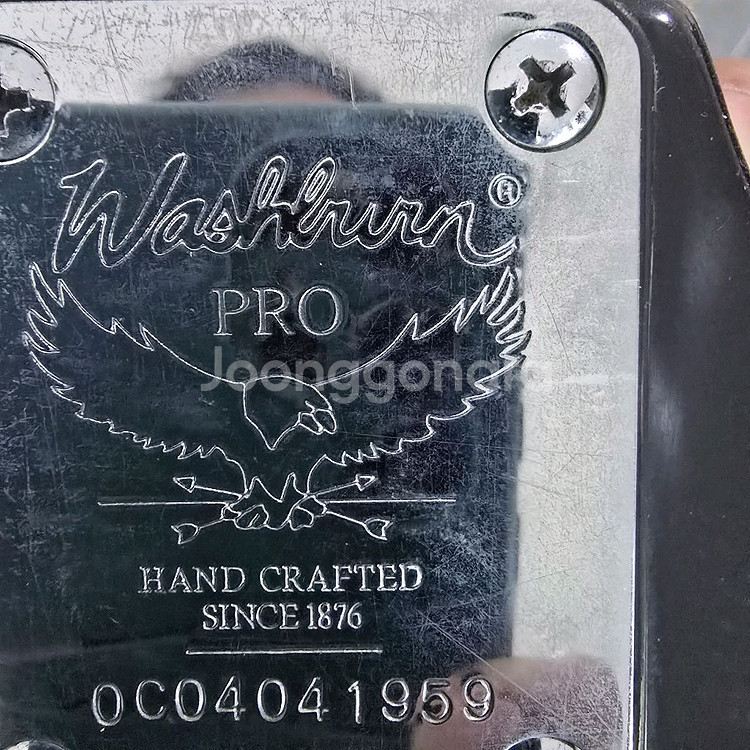 Washburn®
PRO
Joonggonara
HAND CRAFTED
SINCE 1876
0C04041959